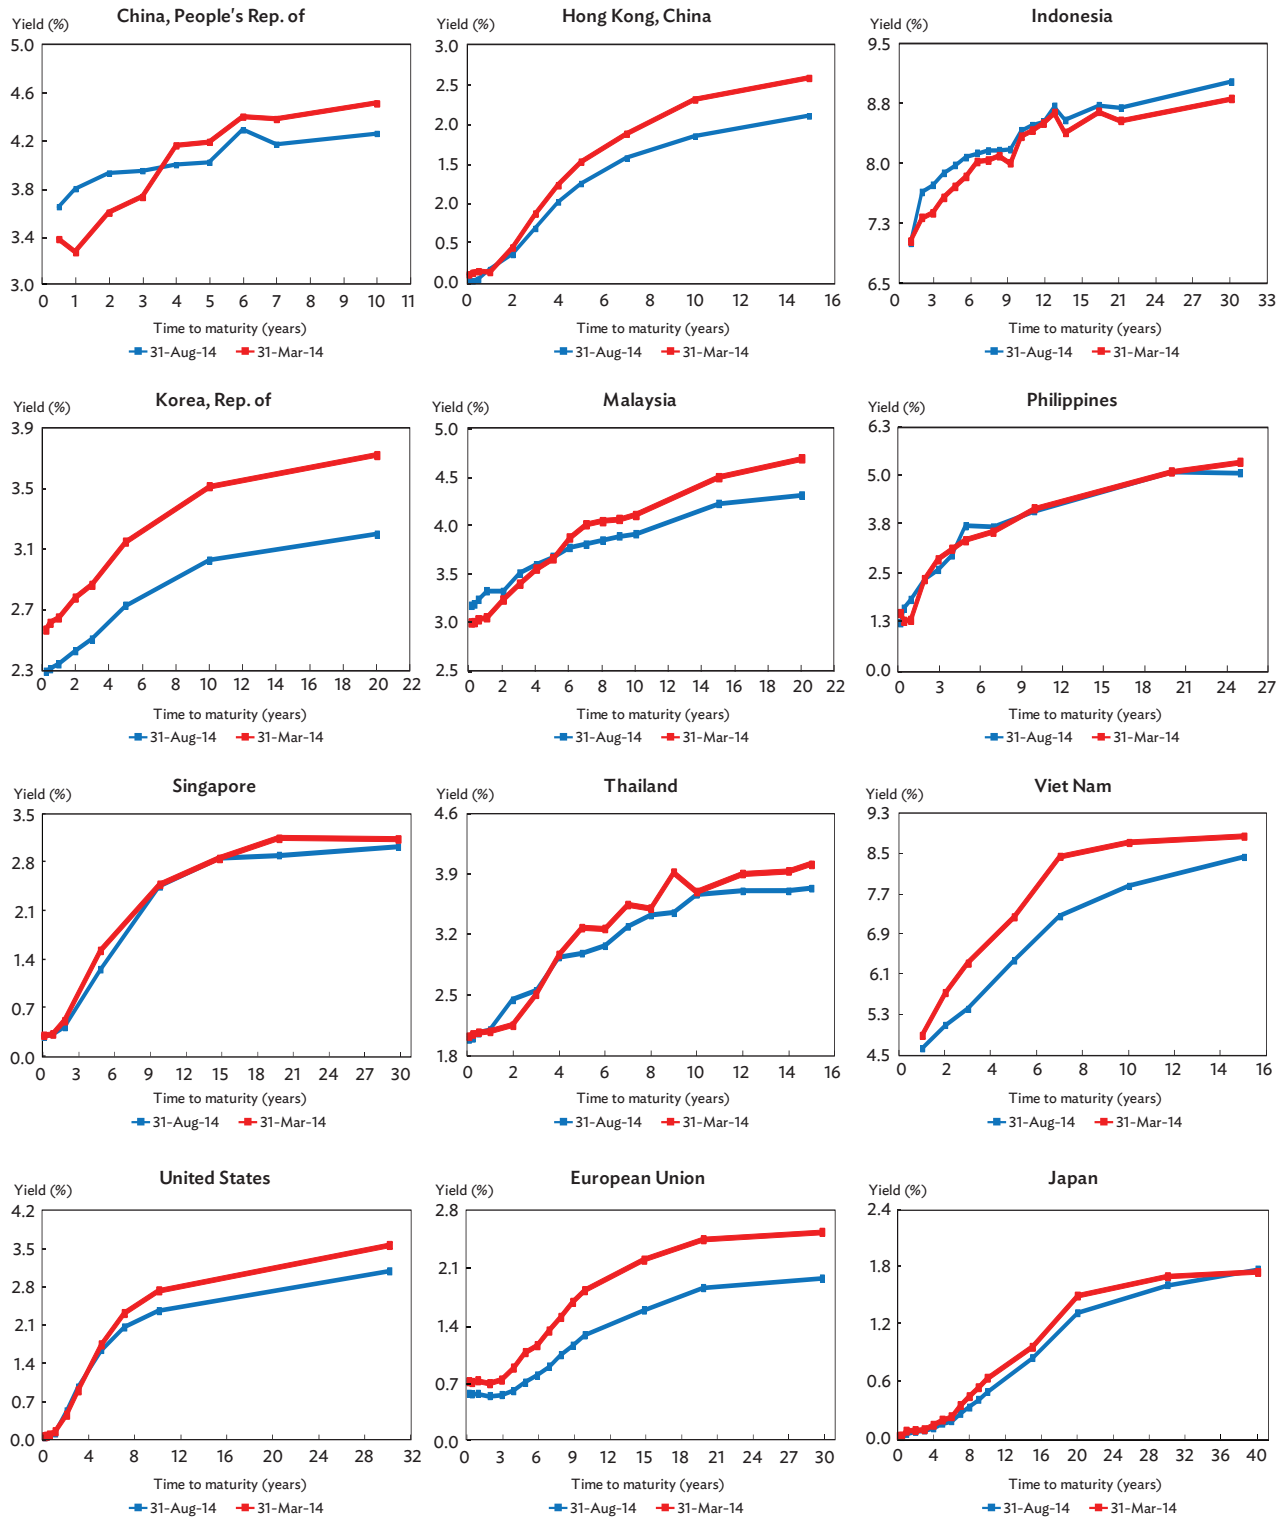 China, People's Rep. of
Yield (%)
5.0
4.6
4.2
3.8
3.4
3.0
0 1 2 3 4 5 6 7 8 9 10 11
Time to maturity (years)
31-Aug-14 31-Mar-14
Hong Kong, China
Yield (%)
3.0
2.5
2.0
1.5
2.0
0.5
0.0
0 2 4 6 8 10 12 14 16
Time to maturity (years)
31-Aug-14 31-Mar-14
Indonesia
Yield (%)
9.5
8.8
8.0
7.3
6.5
0 3 6 9 12 15 18 21 24 27 30 33
Time to maturity (years)
31-Aug-14 31-Mar-14
Korea, Rep. of
Yield (%)
3.9
3.5
3.1
2.7
2.3
0 2 4 6 8 10 12 14 16 18 20 22
Time to maturity (years)
31-Aug-14 31-Mar-14
Malaysia
Yield (%)
5.0
4.5
4.0
3.5
3.0
2.5
0 2 4 6 8 10 12 14 16 18 20 22
Time to maturity (years)
31-Aug-14 31-Mar-14
Philippines
Yield (%)
6.3
5.0
3.8
2.5
1.3
0.0
0 3 6 9 12 15 18 21 24 27
Time to maturity (years)
31-Aug-14 31-Mar-14
Singapore
Yield (%)
3.5
2.8
2.1
1.4
0.7
0.0
0 3 6 9 12 15 18 21 24 27 30
Time to maturity (years)
31-Aug-14 31-Mar-14
Thailand
Yield (%)
4.6
3.9
3.2
2.5
1.8
0 2 4 6 8 10 12 14 16
Time to maturity (years)
31-Aug-14 31-Mar-14
Viet Nam
Yield (%)
9.3
8.5
7.7
6.9
6.1
5.3
4.5
0 2 4 6 8 10 12 14 16
Time to maturity (years)
31-Aug-14 31-Mar-14
United States
Yield (%)
4.2
3.5
2.8
2.1
1.4
0.7
0.0
0 4 8 12 16 20 24 28 32
Time to maturity (years)
31-Aug-14 31-Mar-14
European Union
Yield (%)
2.8
2.1
1.4
0.7
0.0
0 3 6 9 12 15 18 21 24 27 30
Time to maturity (years)
31-Aug-14 31-Mar-14
Japan
Yield (%)
2.4
1.8
1.2
0.6
0.0
0 4 8 12 16 20 24 28 32 36 40
Time to maturity (years)
31-Aug-14 31-Mar-14